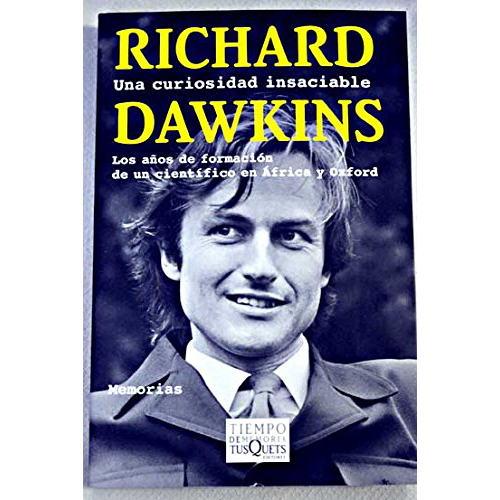 RICHARD
Una curiosidad insaciable
DAWKINS
Los años de formación
de un científico en África y Oxford
Memorias
TIEMPO
DE MEMORIA
TUSQUETS
EDITORES